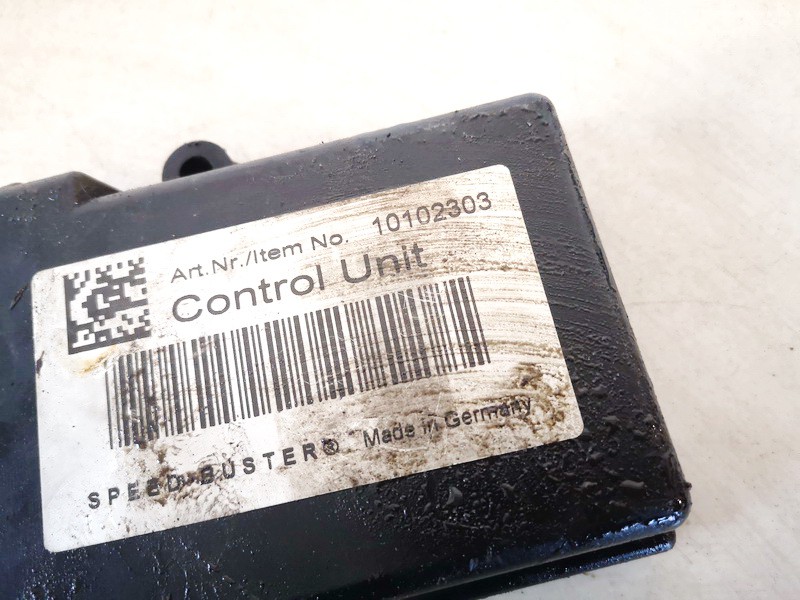 Art.Nr./Item No. 10102303
Control Unit
SPEED-BUSTER® Made in Germany